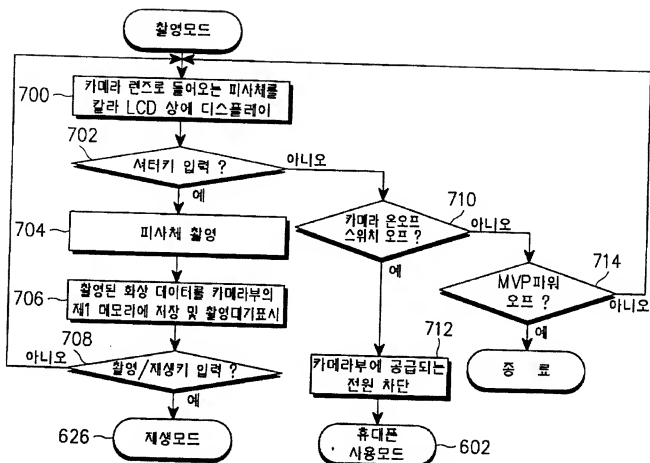 촬영모드
700
카메라 렌즈로 들어오는 피사체를
칼라 LCD 상에 디스플레이
702
셔터키 입력 ?
아니오
예
704
피사체 촬영
706
촬영된 화상 데이터를 카메라부의
제1 메모리에 저장 및 촬영대기표시
708
아니오
촬영/재생키 입력 ?
예
626
재생모드
710
카메라 온오프
스위치 오프 ?
아니오
예
712
카메라부에 공급되는
전원 차단
휴대폰
사용모드
602
714
MVP파워
오프 ?
아니오
예
종 료